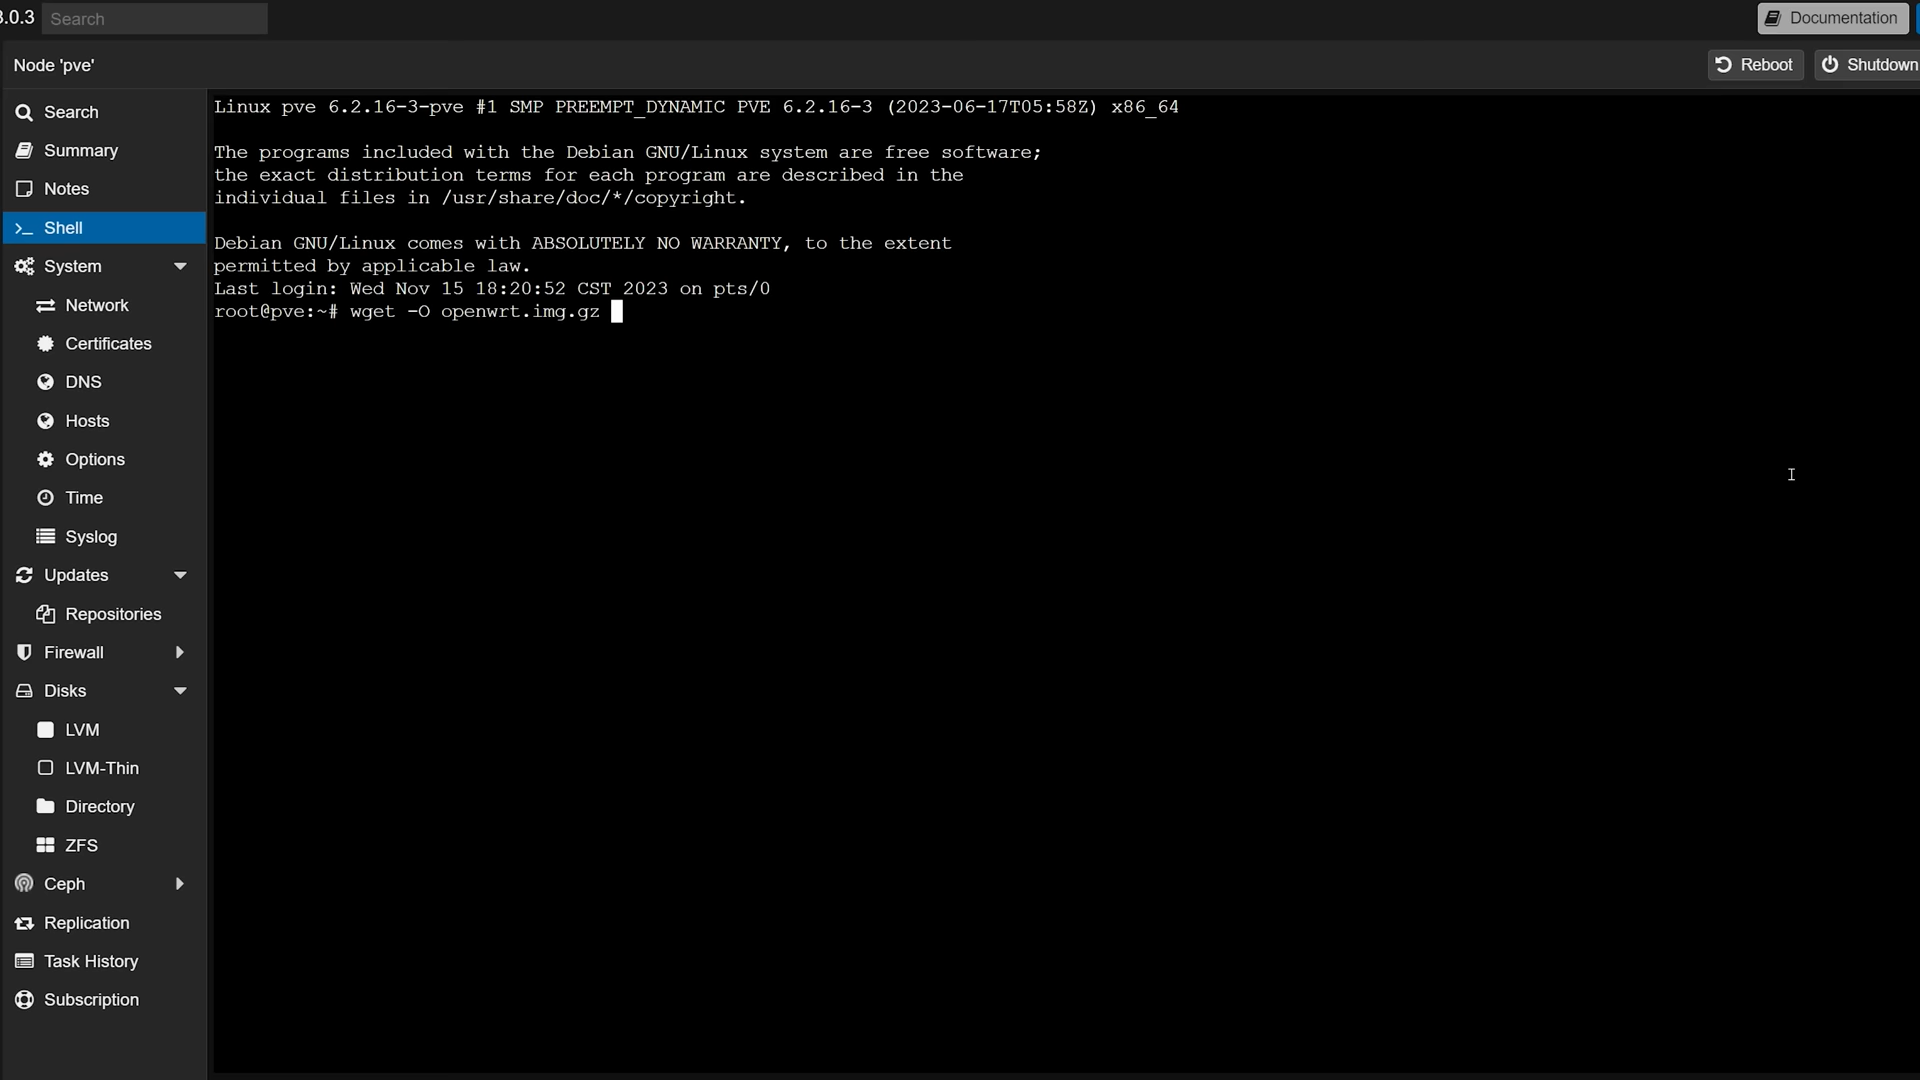 3.0.3 Search Documentation
Node 'pve' Reboot Shutdown
Search
Summary
Notes
Shell
System
Network
Certificates
DNS
Hosts
Options
Time
Syslog
Updates
Repositories
Firewall
Disks
LVM
LVM-Thin
Directory
ZFS
Ceph
Replication
Task History
Subscription
Linux pve 6.2.16-3-pve #1 SMP PREEMPT_DYNAMIC PVE 6.2.16-3 (2023-06-17T05:58Z) x86_64
The programs included with the Debian GNU/Linux system are free software;
the exact distribution terms for each program are described in the
individual files in /usr/share/doc/*/copyright.
Debian GNU/Linux comes with ABSOLUTELY NO WARRANTY, to the extent
permitted by applicable law.
Last login: Wed Nov 15 18:20:52 CST 2023 on pts/0
root@pve:~# wget -O openwrt.img.gz